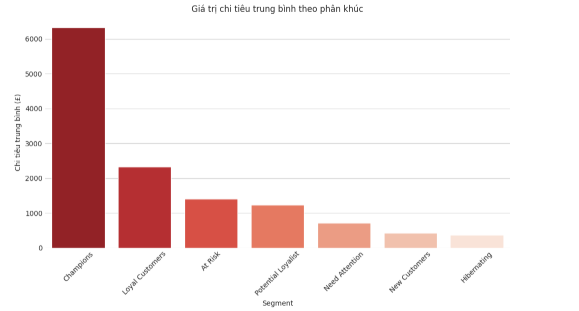 Giá trị chi tiêu trung bình theo phân khúc
Chi tiêu trung bình (£)
6000
5000
4000
3000
2000
1000
0
Champions
Loyal Customers
At Risk
Potential Loyalist
Need Attention
New Customers
Hibernating
Segment